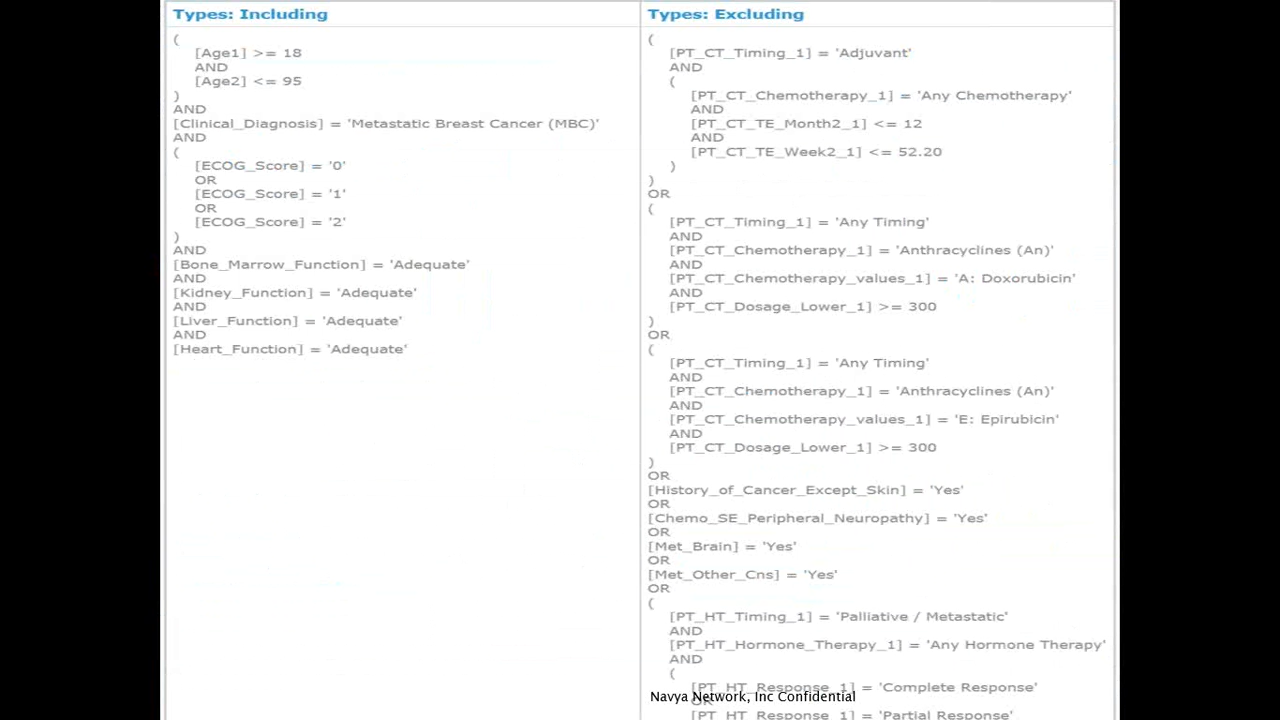 Types: Including
(
[Age1] >= 18
AND
[Age2] <= 95
)
AND
[Clinical_Diagnosis] = 'Metastatic Breast Cancer (MBC)'
AND
(
[ECOG_Score] = '0'
OR
[ECOG_Score] = '1'
OR
[ECOG_Score] = '2'
)
AND
[Bone_Marrow_Function] = 'Adequate'
AND
[Kidney_Function] = 'Adequate'
AND
[Liver_Function] = 'Adequate'
AND
[Heart_Function] = 'Adequate'
Types: Excluding
(
[PT_CT_Timing_1] = 'Adjuvant'
AND
(
[PT_CT_Chemotherapy_1] = 'Any Chemotherapy'
AND
[PT_CT_TE_Month2_1] <= 12
AND
[PT_CT_TE_Week2_1] <= 52.20
)
)
OR
(
[PT_CT_Timing_1] = 'Any Timing'
AND
[PT_CT_Chemotherapy_1] = 'Anthracyclines (An)'
AND
[PT_CT_Chemotherapy_values_1] = 'A: Doxorubicin'
AND
[PT_CT_Dosage_Lower_1] >= 300
)
OR
(
[PT_CT_Timing_1] = 'Any Timing'
AND
[PT_CT_Chemotherapy_1] = 'Anthracyclines (An)'
AND
[PT_CT_Chemotherapy_values_1] = 'E: Epirubicin'
AND
[PT_CT_Dosage_Lower_1] >= 300
)
OR
[History_of_Cancer_Except_Skin] = 'Yes'
OR
[Chemo_SE_Peripheral_Neuropathy] = 'Yes'
OR
[Met_Brain] = 'Yes'
OR
[Met_Other_Cns] = 'Yes'
OR
(
[PT_HT_Timing_1] = 'Palliative / Metastatic'
AND
[PT_HT_Hormone_Therapy_1] = 'Any Hormone Therapy'
AND
(
[PT_HT_Response_1] = 'Complete Response'
Navya Network, Inc Confidential
OR
[PT_HT_Response_1] = 'Partial Response'